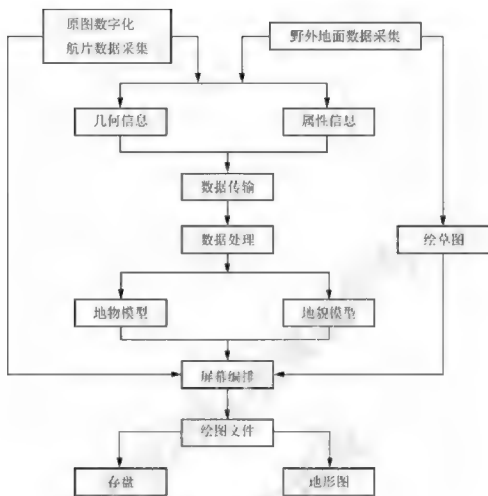 原图数字化
航片数据采集
野外地面数据采集
几何信息
属性信息
数据传输
数据处理
绘草图
地物模型
地貌模型
屏幕编排
绘图文件
存盘
地形图